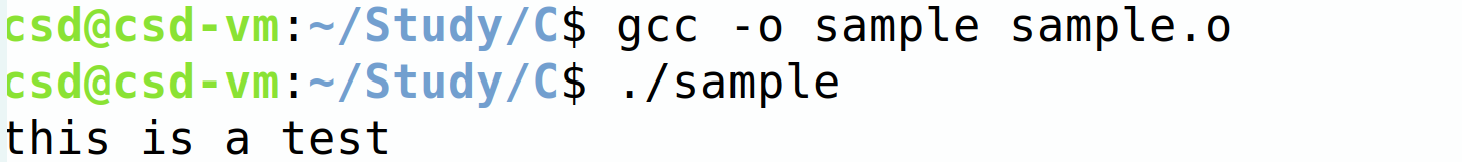 csd@csd-vm:~/Study/C$ gcc -o sample sample.o
csd@csd-vm:~/Study/C$ ./sample
this is a test